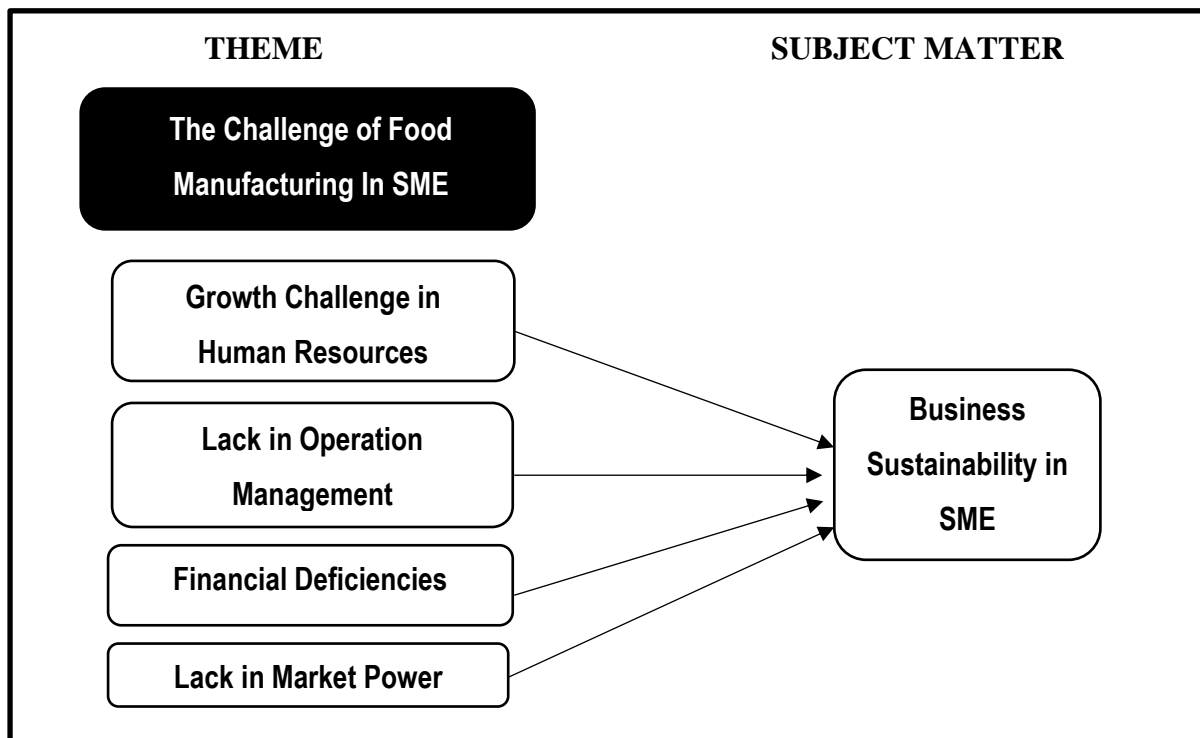 THEME
SUBJECT MATTER
The Challenge of Food
Manufacturing In SME
Growth Challenge in
Human Resources
Lack in Operation
Management
Financial Deficiencies
Lack in Market Power
Business
Sustainability in
SME